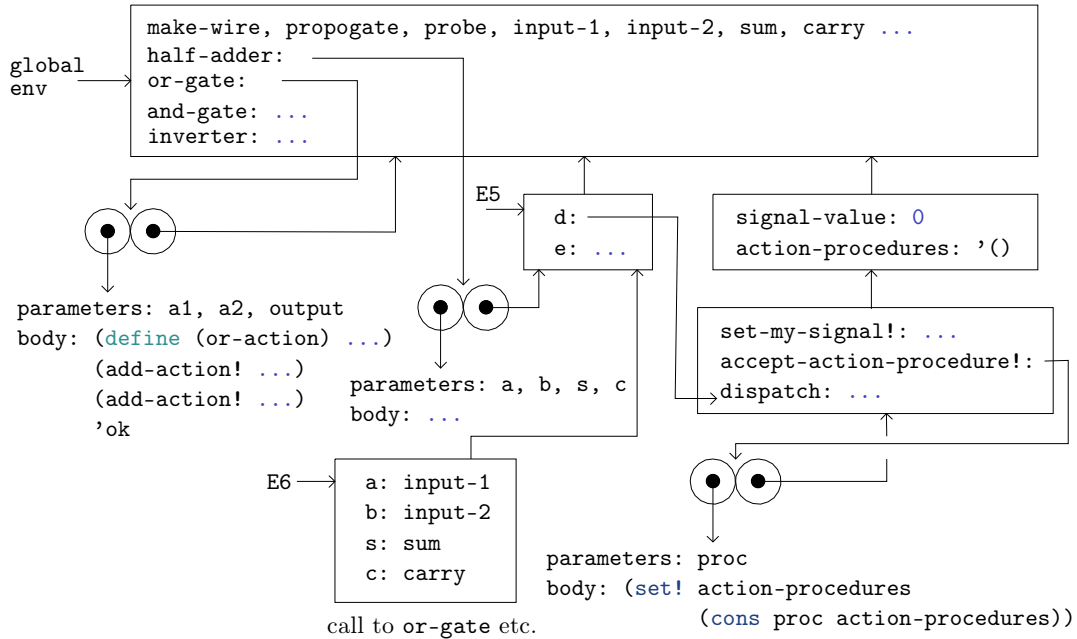 make-wire, propogate, probe, input-1, input-2, sum, carry ...
half-adder:
or-gate:
and-gate: ...
inverter: ...
global
env
E5
d:
e: ...
signal-value: 0
action-procedures: '()
parameters: a1, a2, output
body: (define (or-action) ...)
(add-action! ...)
(add-action! ...)
'ok
parameters: a, b, s, c
body: ...
set-my-signal!: ...
accept-action-procedure!:
dispatch: ...
E6
a: input-1
b: input-2
s: sum
c: carry
call to or-gate etc.
parameters: proc
body: (set! action-procedures
(cons proc action-procedures))